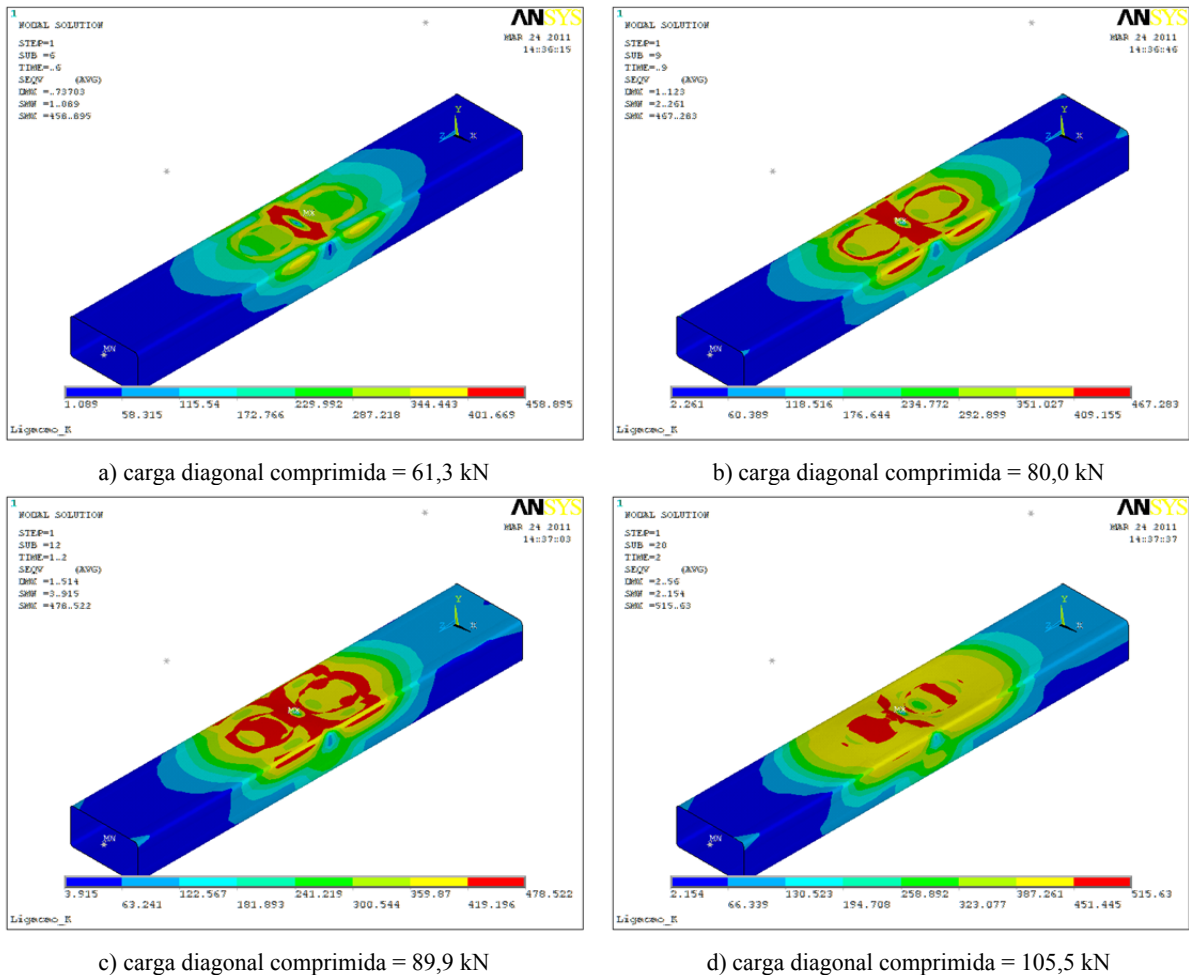 1
NODAL SOLUTION
STEP=1
SUB =6
TIME=.6
SEQV (AVG)
DMX =.73703
SMN =1.089
SMX =458.895
ANSYS
MAR 24 2011
14:36:15
Y
Z X
MX
MN
1.089 115.54 229.992 344.443 458.895
58.315 172.766 287.218 401.669
Ligacao_K
a) carga diagonal comprimida = 61,3 kN
1
NODAL SOLUTION
STEP=1
SUB =9
TIME=.9
SEQV (AVG)
DMX =1.123
SMN =2.261
SMX =467.283
ANSYS
MAR 24 2011
14:36:46
Y
Z X
MX
MN
2.261 118.516 234.772 351.027 467.283
60.389 176.644 292.899 409.155
Ligacao_K
b) carga diagonal comprimida = 80,0 kN
1
NODAL SOLUTION
STEP=1
SUB =12
TIME=1.2
SEQV (AVG)
DMX =1.514
SMN =3.915
SMX =478.522
ANSYS
MAR 24 2011
14:37:03
Y
Z X
MX
MN
3.915 122.567 241.219 359.87 478.522
63.241 181.893 300.544 419.196
Ligacao_K
c) carga diagonal comprimida = 89,9 kN
1
NODAL SOLUTION
STEP=1
SUB =20
TIME=2
SEQV (AVG)
DMX =2.56
SMN =2.154
SMX =515.63
ANSYS
MAR 24 2011
14:37:37
Y
Z X
MX
MN
2.154 130.523 258.892 387.261 515.63
66.339 194.708 323.077 451.445
Ligacao_K
d) carga diagonal comprimida = 105,5 kN